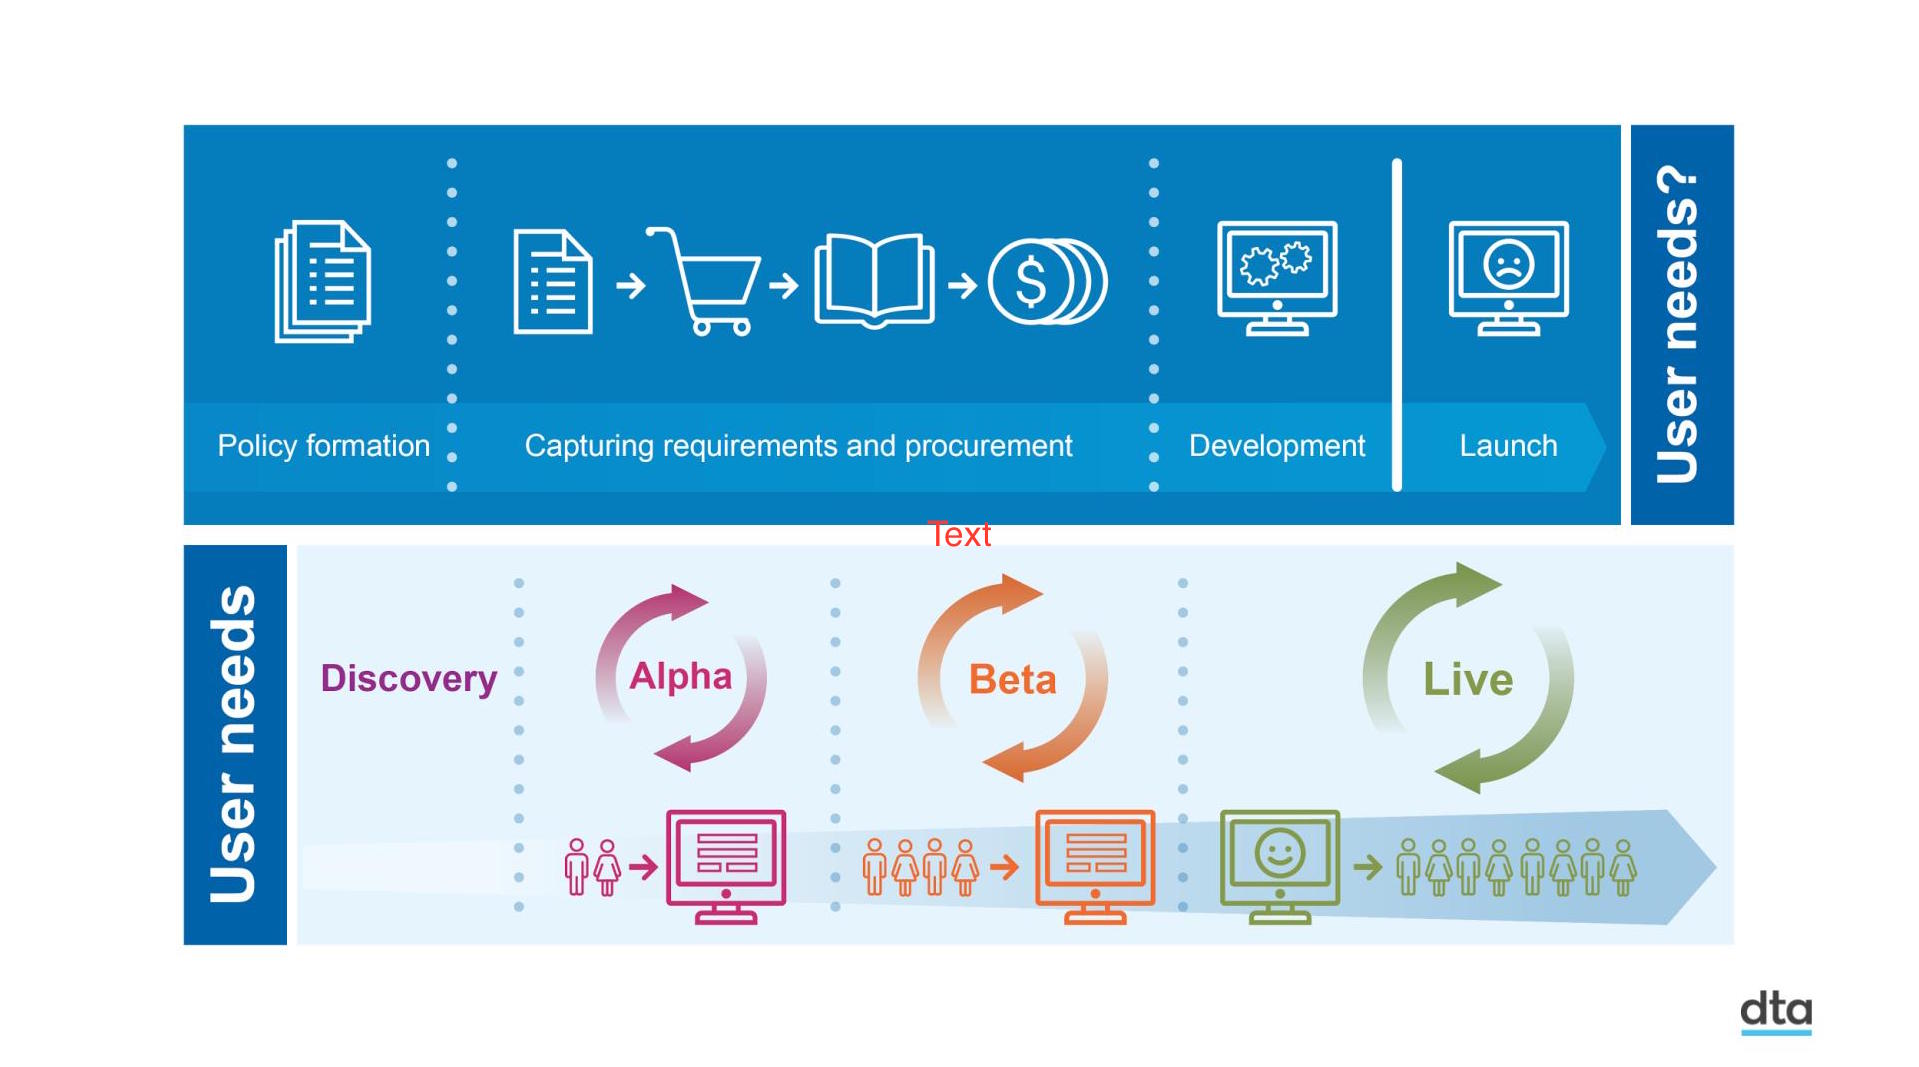 User needs?
$
Policy formation
Capturing requirements and procurement
Development
Launch
Text
User needs
Discovery
Alpha
Beta
Live
dta